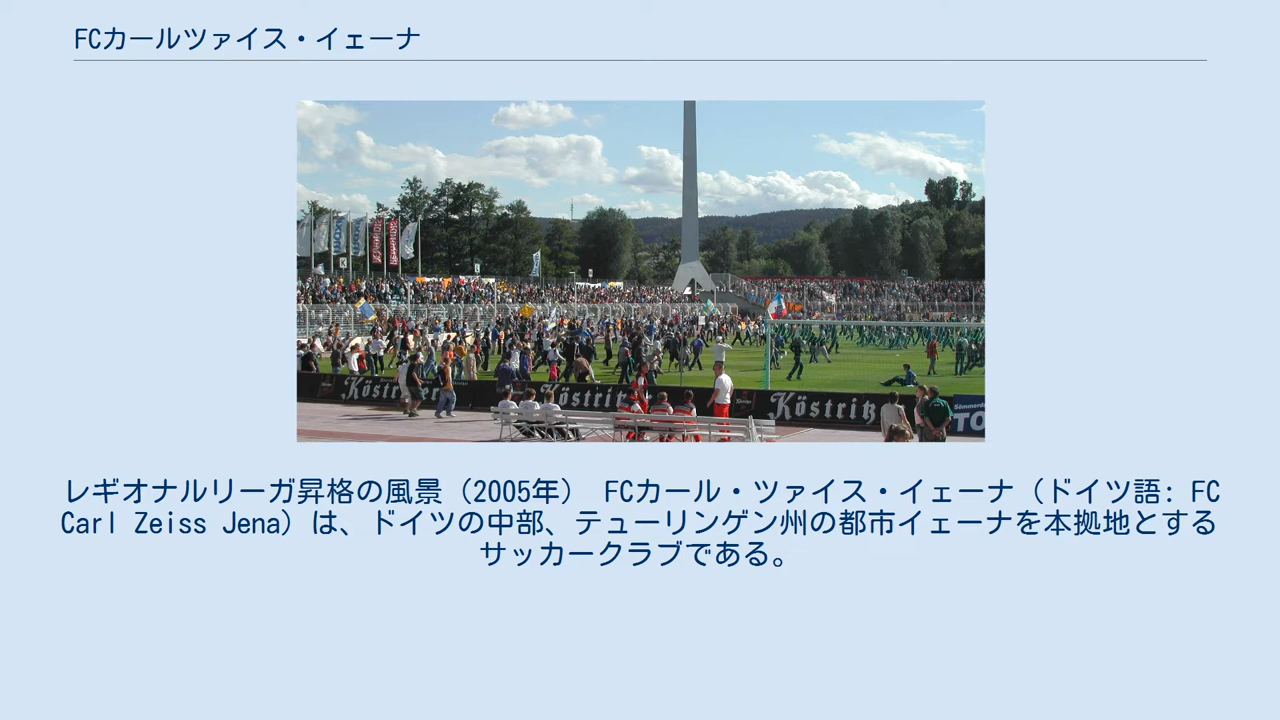 FCカールツァイス・イェーナ
Köstritzer
Köstritz
Köstritz
Sömmerd
TO
レギオナルリーガ昇格の風景（2005年） FCカール・ツァイス・イェーナ（ドイツ語: FC
Carl Zeiss Jena）は、ドイツの中部、テューリンゲン州の都市イェーナを本拠地とする
サッカークラブである。